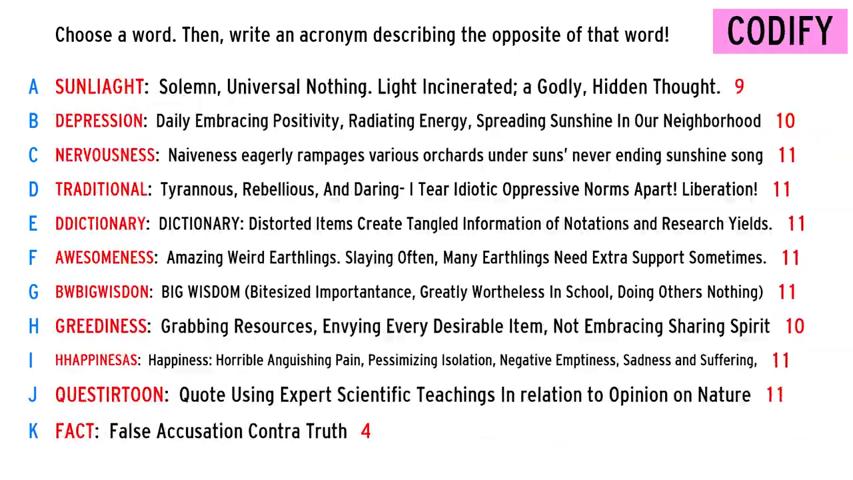 Choose a word. Then, write an acronym describing the opposite of that word!
CODIFY
A SUNLIAGHT: Solemn, Universal Nothing. Light Incinerated; a Godly, Hidden Thought. 9
B DEPRESSION: Daily Embracing Positivity, Radiating Energy, Spreading Sunshine In Our Neighborhood 10
C NERVOUSNESS: Naiveness eagerly rampages various orchards under suns' never ending sunshine song 11
D TRADITIONAL: Tyrannous, Rebellious, And Daring- I Tear Idiotic Oppressive Norms Apart! Liberation! 11
E DDICTIONARY: DICTIONARY: Distorted Items Create Tangled Information of Notations and Research Yields. 11
F AWESOMENESS: Amazing Weird Earthlings. Slaying Often, Many Earthlings Need Extra Support Sometimes. 11
G BWBIGWISDON: BIG WISDOM (Bitesized Importantance, Greatly Wortheless In School, Doing Others Nothing) 11
H GREEDINESS: Grabbing Resources, Envying Every Desirable Item, Not Embracing Sharing Spirit 10
I HHAPPINESAS: Happiness: Horrible Anguishing Pain, Pessimizing Isolation, Negative Emptiness, Sadness and Suffering, 11
J QUESTIRTOON: Quote Using Expert Scientific Teachings In relation to Opinion on Nature 11
K FACT: False Accusation Contra Truth 4